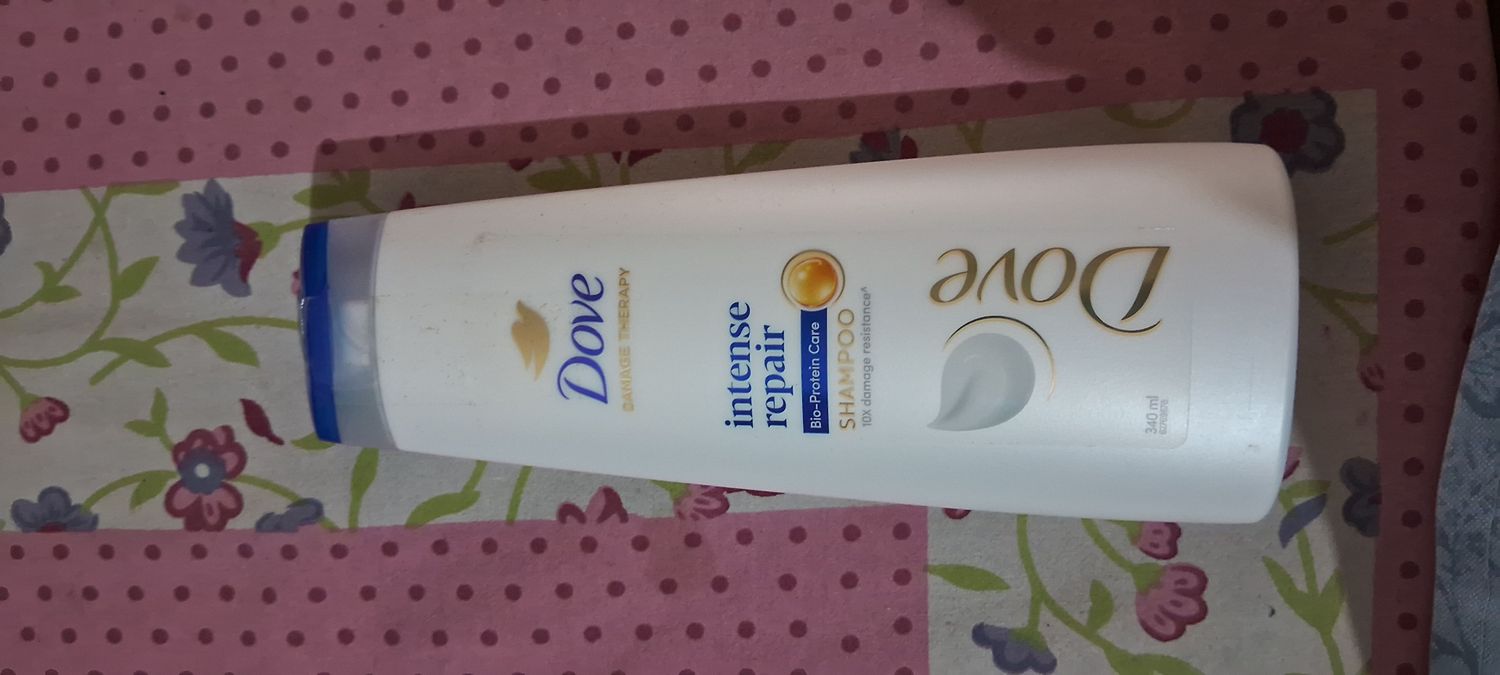 Dove
DAMAGE THERAPY
intense
repair
Bio-Protein Care
SHAMPOO
10X damage resistance^
Dove
340 ml